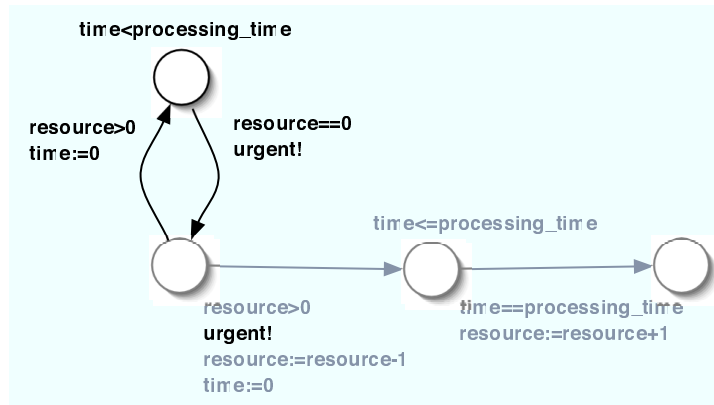 time<processing_time
resource>0
time:=0
resource==0
urgent!
time<=processing_time
resource>0
urgent!
resource:=resource-1
time:=0
time==processing_time
resource:=resource+1